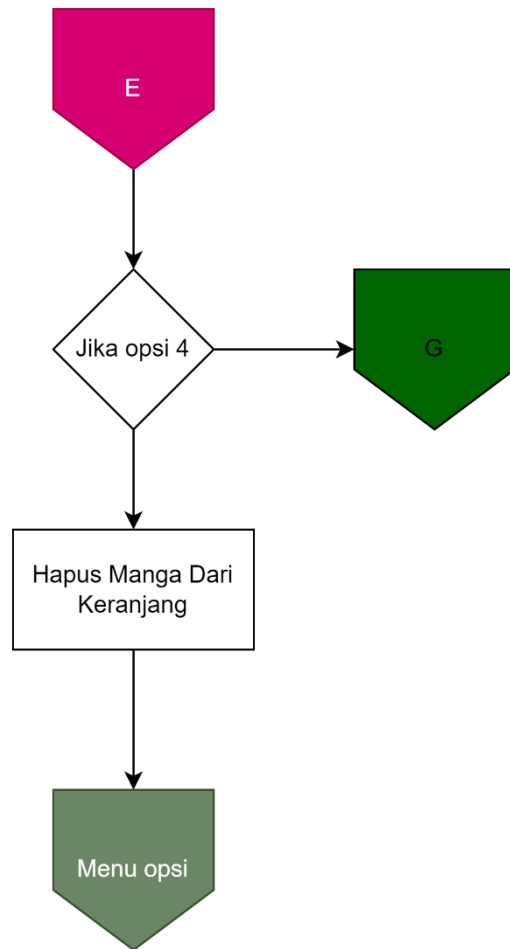 E
Jika opsi 4
G
Hapus Manga Dari
Keranjang
Menu opsi